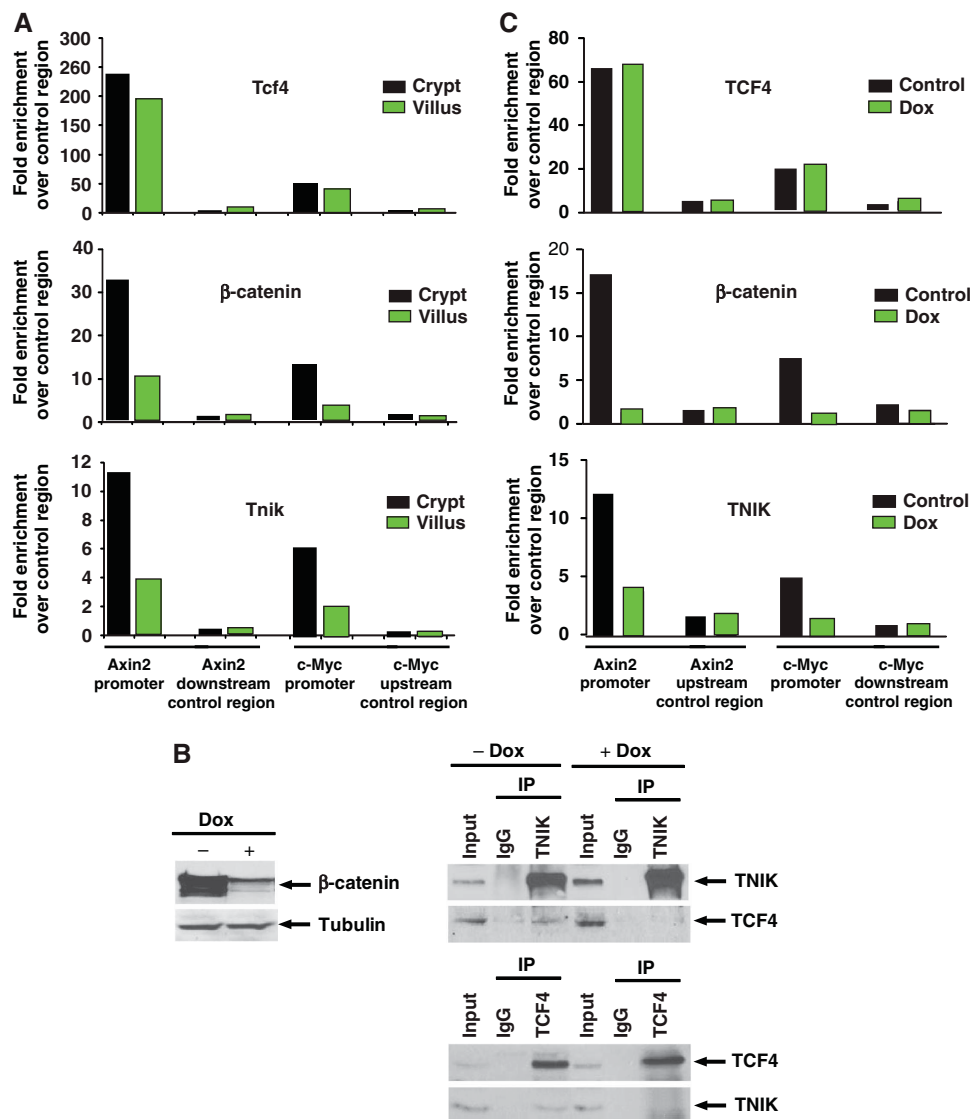 A
Fold enrichment
over control region
300
260
200
150
100
50
0
Tcf4
Crypt
Villus
Fold enrichment
over control region
40
30
20
10
0
β-catenin
Crypt
Villus
Fold enrichment
over control region
12
10
8
6
4
2
0
Tnik
Crypt
Villus
Axin2
promoter
Axin2
downstream
control region
c-Myc
promoter
c-Myc
upstream
control region
C
Fold enrichment
over control region
80
60
40
20
0
TCF4
Control
Dox
Fold enrichment
over control region
20
15
10
5
0
β-catenin
Control
Dox
Fold enrichment
over control region
15
10
5
0
TNIK
Control
Dox
Axin2
promoter
Axin2
upstream
control region
c-Myc
promoter
c-Myc
downstream
control region
B
Dox
– +
β-catenin
Tubulin
– Dox + Dox
IP IP
Input IgG TNIK Input IgG TNIK
TNIK
TCF4
IP IP
Input IgG TCF4 Input IgG TCF4
TCF4
TNIK